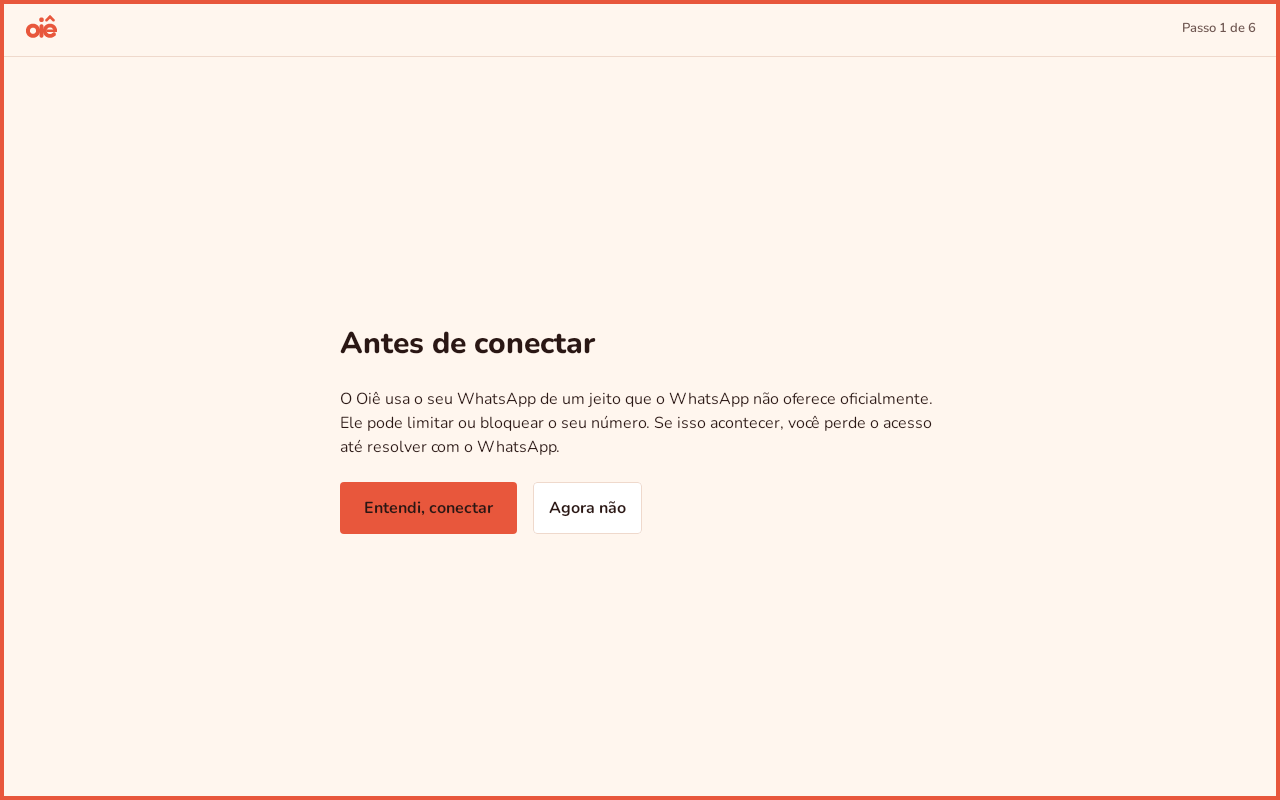 oiê
Passo 1 de 6
Antes de conectar
O Oiê usa o seu WhatsApp de um jeito que o WhatsApp não oferece oficialmente.
Ele pode limitar ou bloquear o seu número. Se isso acontecer, você perde o acesso
até resolver com o WhatsApp.
Entendi, conectar
Agora não